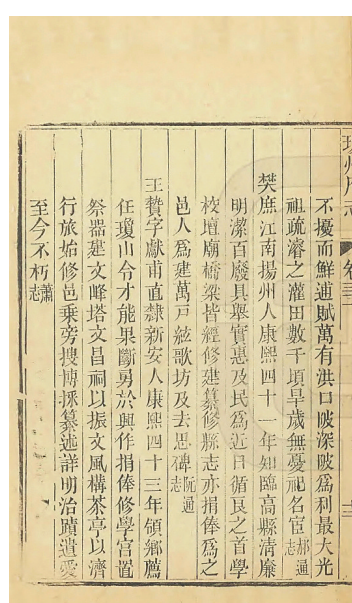 不擾而鮮逋賦萬有洪口陂深陂爲利最大光
祖疏濬之灌田數千頃旱歲無憂祀名宦郝通志
樊庶江南揚州人康熙四十一年知臨高縣清廉
明潔百廢具舉實惠及民爲近日循良之首學
校壇廟橋梁皆經修建纂修縣志亦捐俸爲之
邑人爲建萬戸絃歌坊及去思碑阮通志
王贄字獻甫直隸新安人康熙四十三年領鄉薦
任瓊山令才能果斷勇於興作捐俸修學宮置
祭器建文峰塔文昌祠以振文風構茶亭以濟
行旅始修邑乘旁搜博採纂述詳明治蹟遺愛
至今不朽蕭志